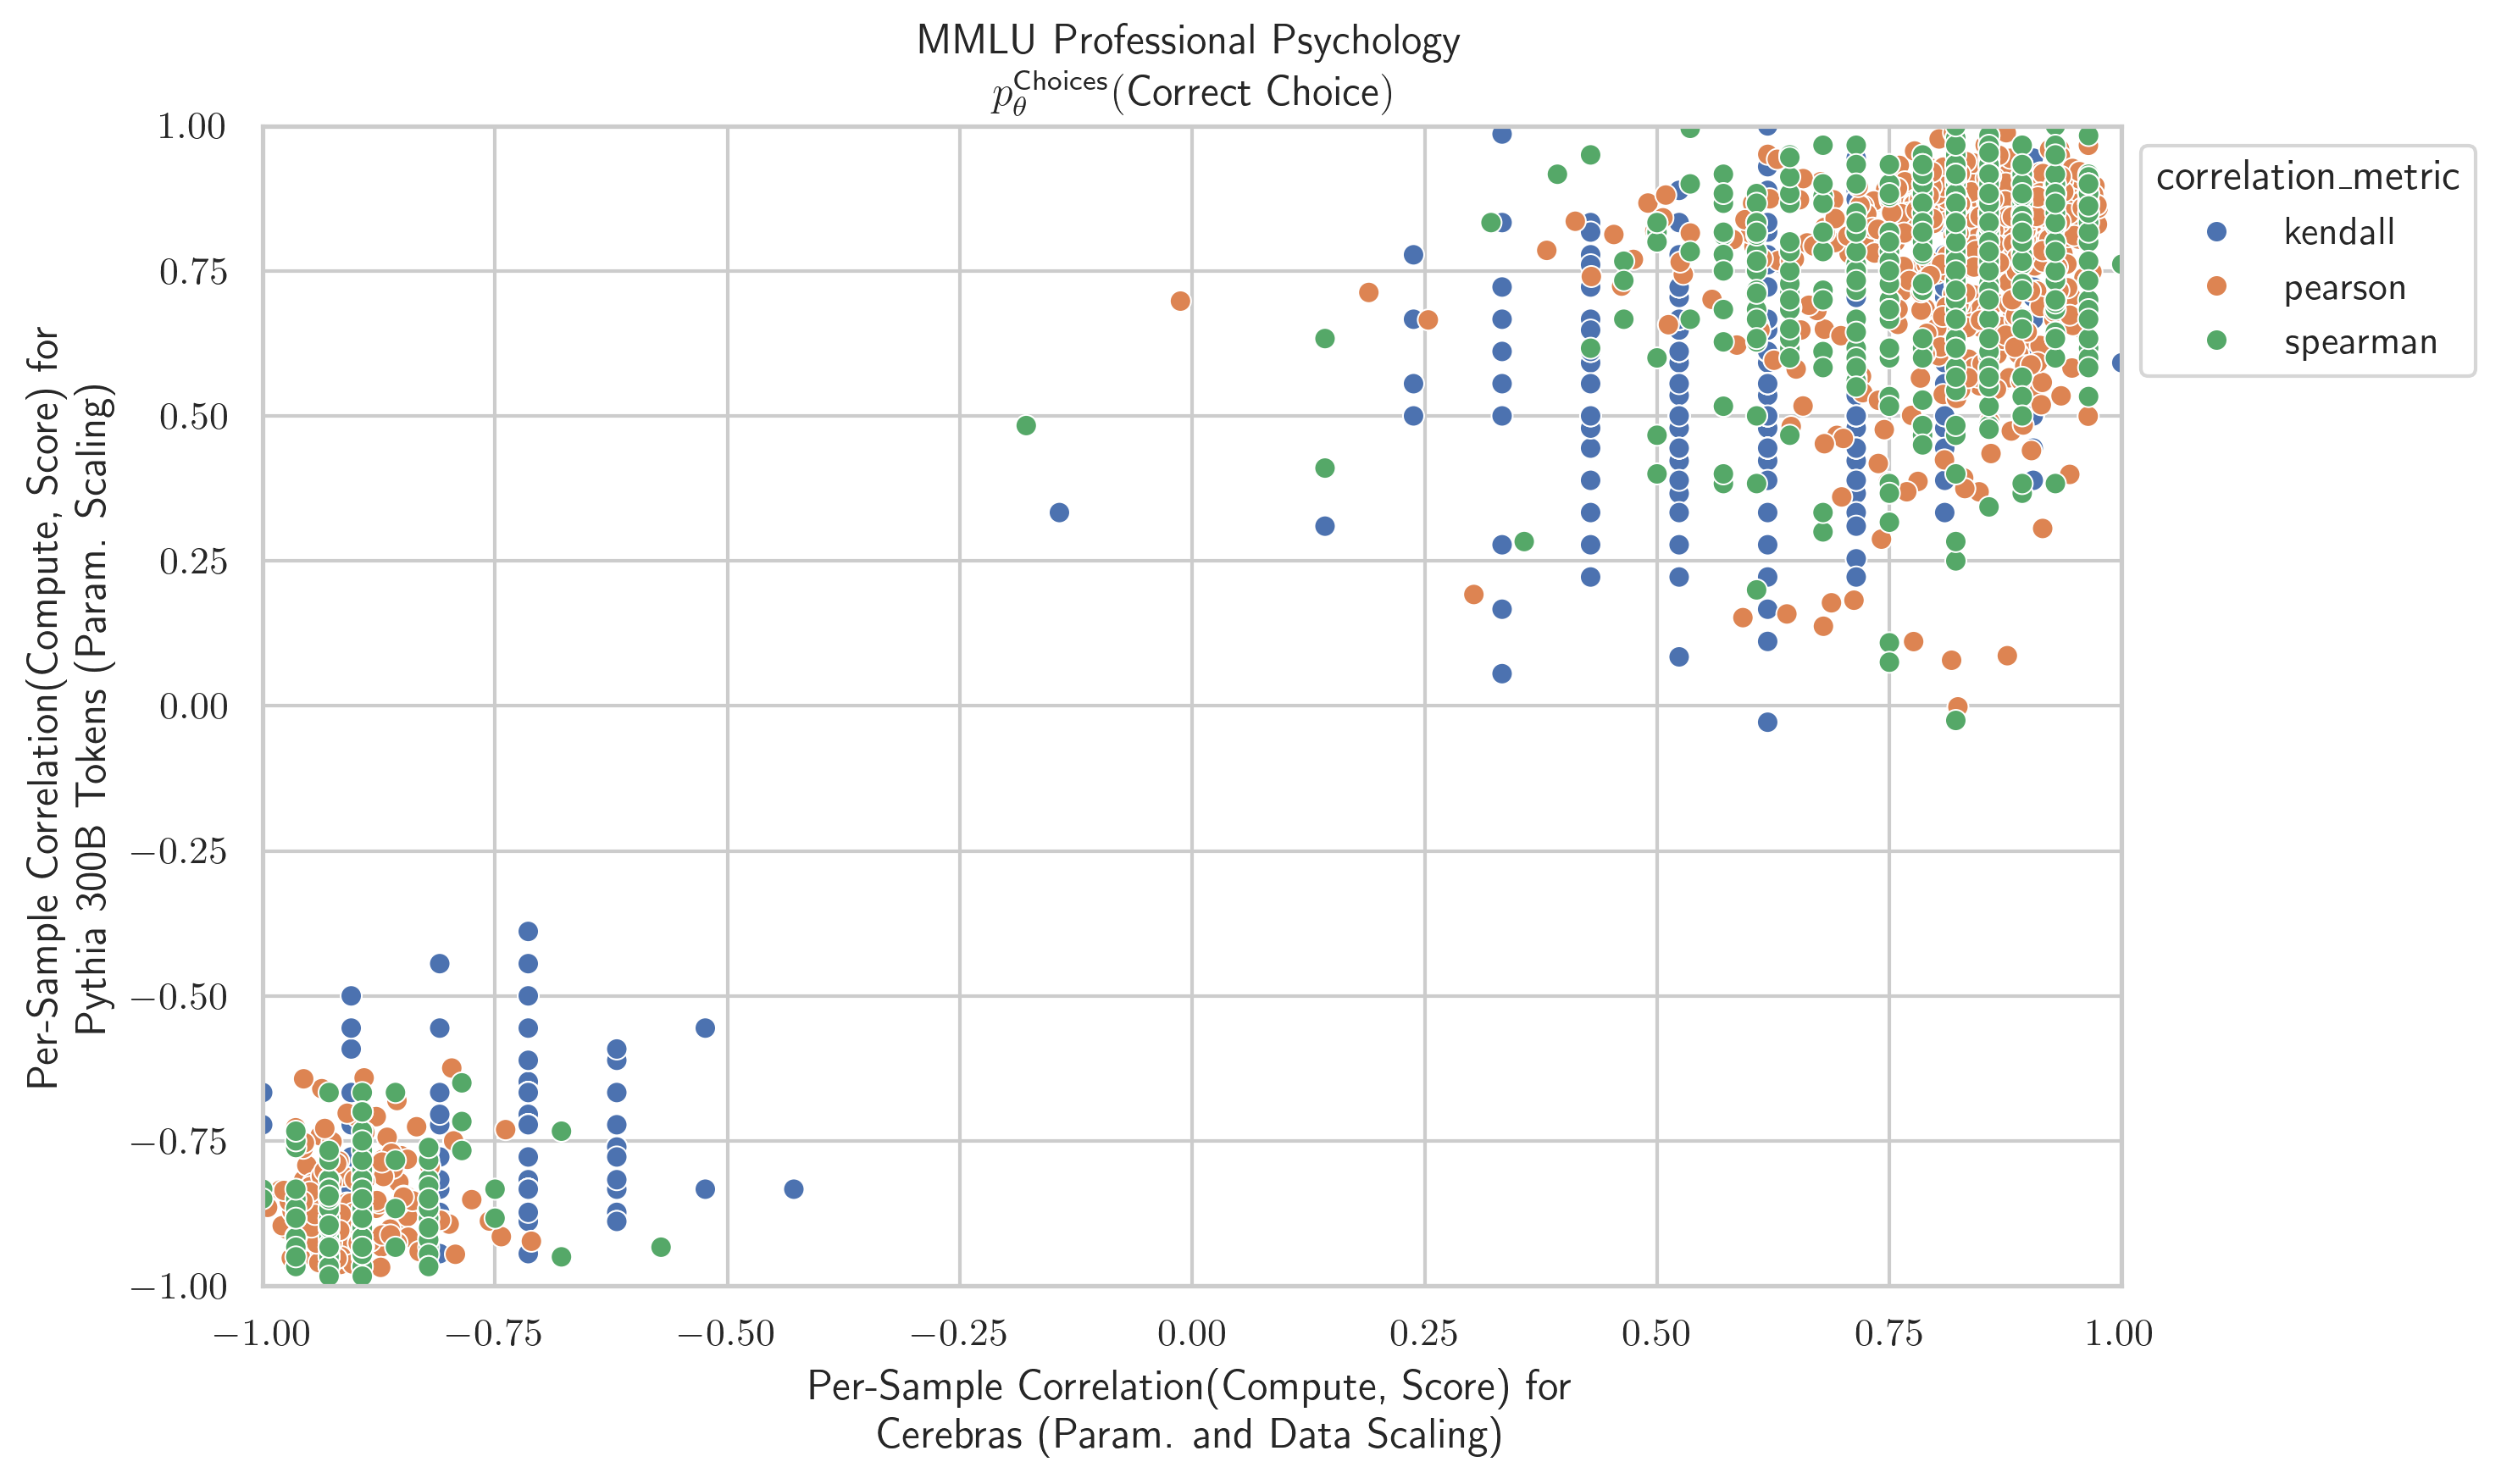 MMLU Professional Psychology
p_θ^Choices(Correct Choice)
1.00
0.75
0.50
0.25
0.00
−0.25
−0.50
−0.75
−1.00
Per-Sample Correlation(Compute, Score) for
Pythia 300B Tokens (Param. Scaling)
−1.00
−0.75
−0.50
−0.25
0.00
0.25
0.50
0.75
1.00
Per-Sample Correlation(Compute, Score) for
Cerebras (Param. and Data Scaling)
correlation_metric
kendall
pearson
spearman